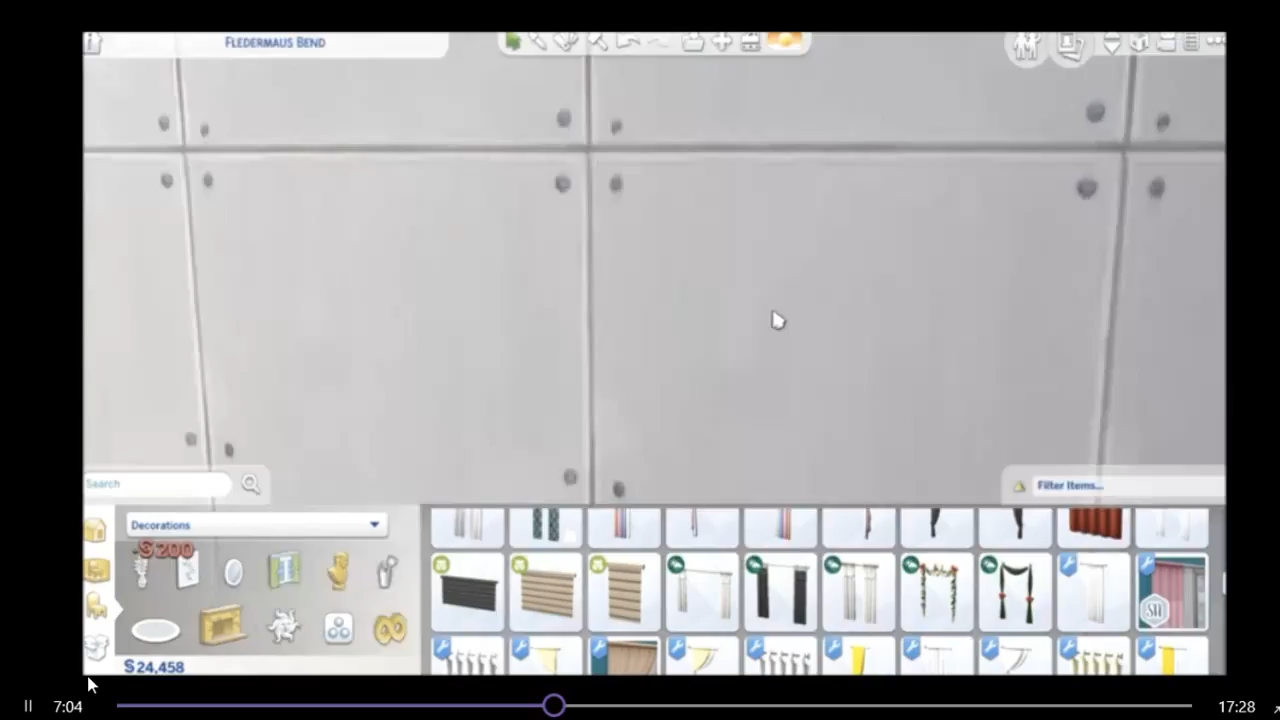 FLEDERMAUS BEND
Search
Filter Items...
Decorations
-§200
§24,458
7:04
17:28